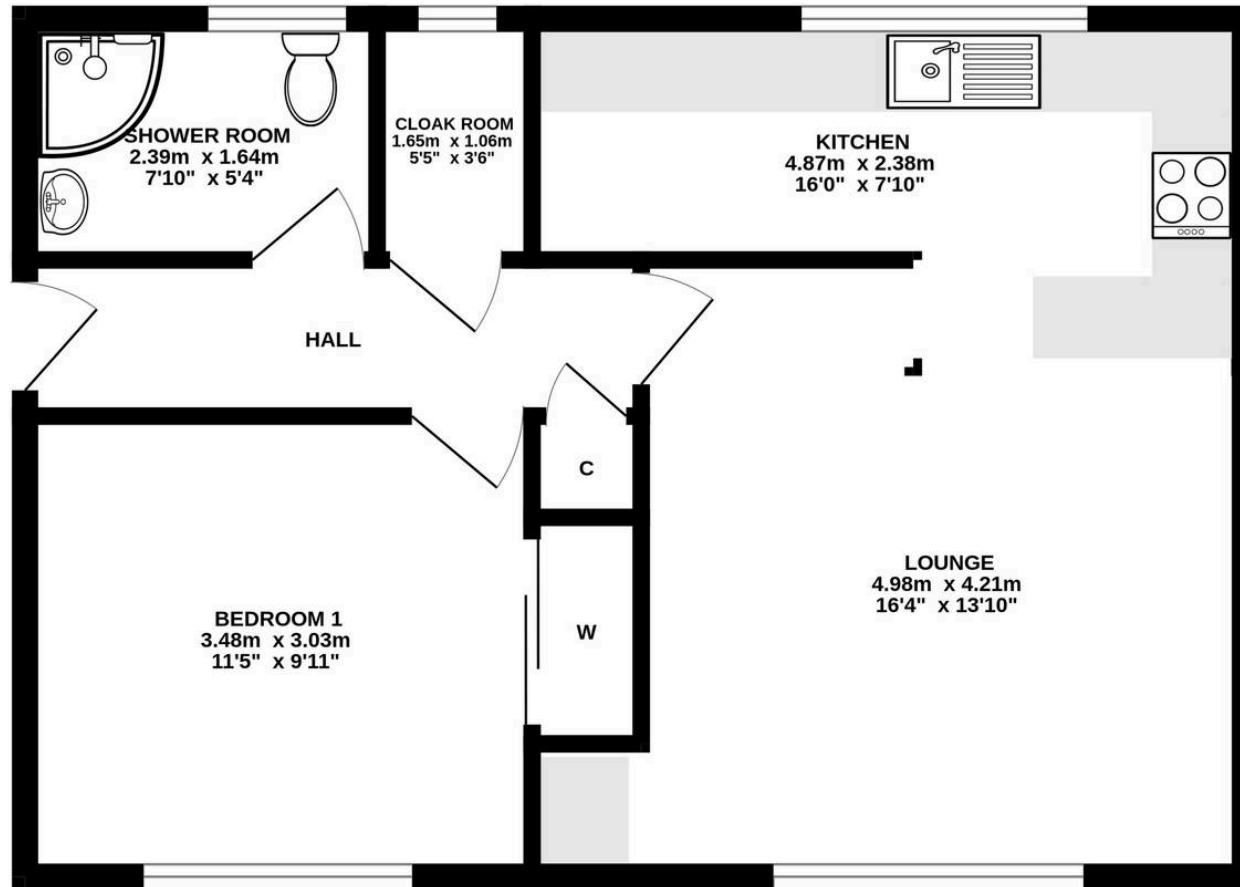 SHOWER ROOM
2.39m x 1.64m
7'10" x 5'4"
CLOAK ROOM
1.65m x 1.06m
5'5" x 3'6"
KITCHEN
4.87m x 2.38m
16'0" x 7'10"
HALL
C
W
BEDROOM 1
3.48m x 3.03m
11'5" x 9'11"
LOUNGE
4.98m x 4.21m
16'4" x 13'10"